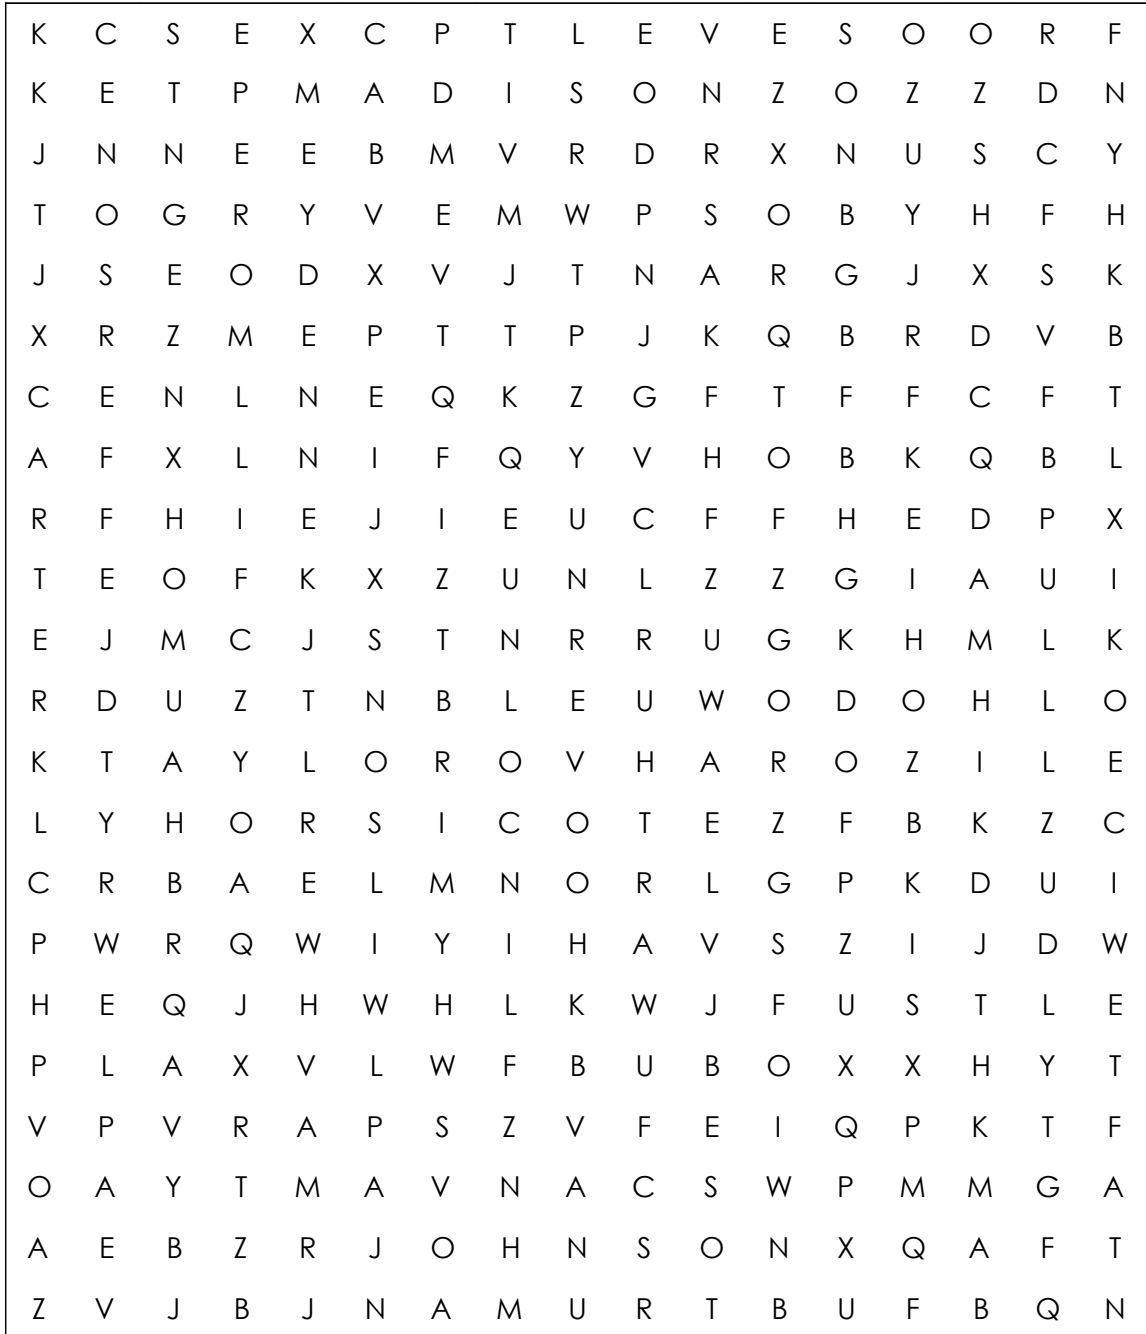 K C S E X C P T L E V E S O O R F
K E T P M A D I S O N Z O Z Z D N
J N N E E B M V R D R X N U S C Y
T O G R Y V E M W P S O B Y H F H
J S E O D X V J T N A R G J X S K
X R Z M E P T T P J K Q B R D V B
C E N L N E Q K Z G F T F F C F T
A F X L N I F Q Y V H O B K Q B L
R F H I E J I E U C F F H E D P X
T E O F K X Z U N L Z Z G I A U I
E J M C J S T N R R U G K H M L K
R D U Z T N B L E U W O D O H L O
K T A Y L O R O V H A R O Z I L E
L Y H O R S I C O T E Z F B K Z C
C R B A E L M N O R L G P K D U I
P W R Q W I Y I H A V S Z I J D W
H E Q J H W H L K W J F U S T L E
P L A X V L W F B U B O X X H Y T
V P V R A P S Z V F E I Q P K T F
O A Y T M A V N A C S W P M M G A
A E B Z R J O H N S O N X Q A F T
Z V J B J N A M U R T B U F B Q N